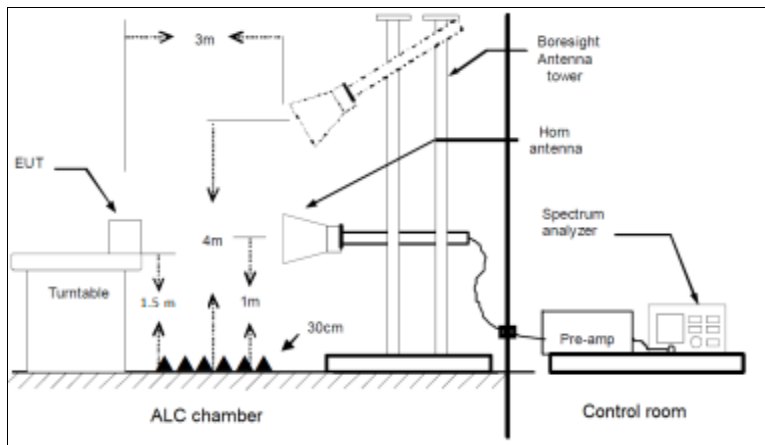 3m
Boresight
Antenna
tower
EUT
Horn
antenna
Spectrum
analyzer
4m
Turntable
1.5 m
1m
30cm
Pre-amp
ALC chamber
Control room